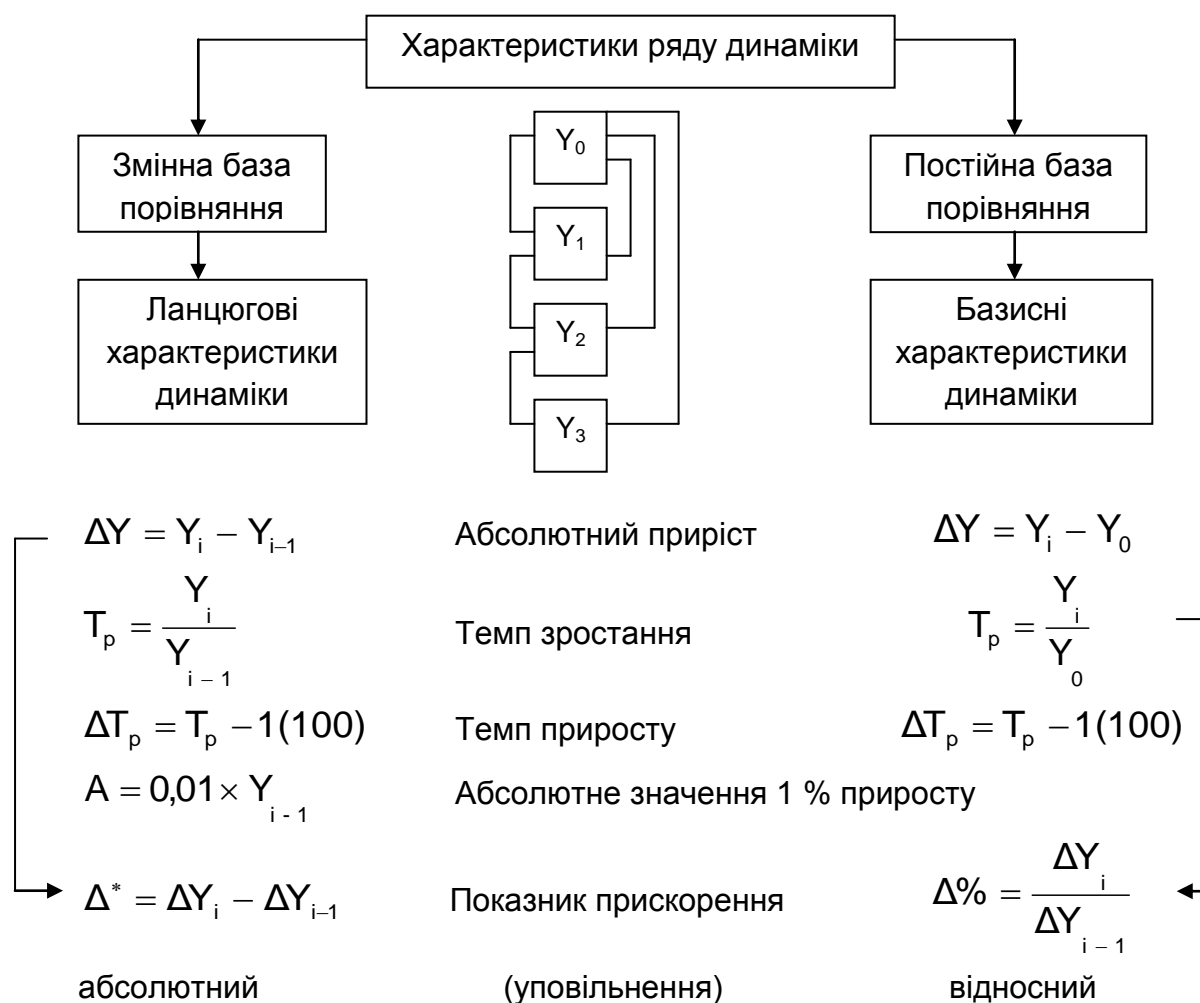 Характеристики ряду динаміки
Змінна база
порівняння
Постійна база
порівняння
Ланцюгові
характеристики
динаміки
Y₀
Y₁
Y₂
Y₃
Базисні
характеристики
динаміки
ΔY = Yᵢ − Yᵢ₋₁ Абсолютний приріст ΔY = Yᵢ − Y₀
Tₚ = Yᵢ / Yᵢ₋₁ Темп зростання Tₚ = Yᵢ / Y₀
ΔTₚ = Tₚ − 1(100) Темп приросту ΔTₚ = Tₚ − 1(100)
A = 0,01 × Yᵢ₋₁ Абсолютне значення 1 % приросту
Δ* = ΔYᵢ − ΔYᵢ₋₁ Показник прискорення Δ% = ΔYᵢ / ΔYᵢ₋₁
абсолютний (уповільнення) відносний